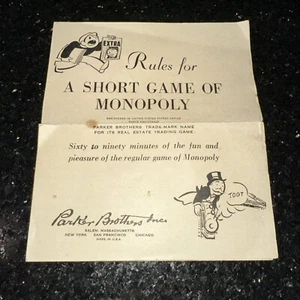 EXTRA
Rules for
A SHORT GAME OF
MONOPOLY
PARKER BROTHERS TRADE-MARK NAME
FOR ITS REAL ESTATE TRADING GAME
Sixty to ninety minutes of the fun and
pleasure of the regular game of Monopoly
TOOT
Parker Brothers Inc.
SALEM, MASSACHUSETTS
NEW YORK SAN FRANCISCO CHICAGO
MADE IN U.S.A.